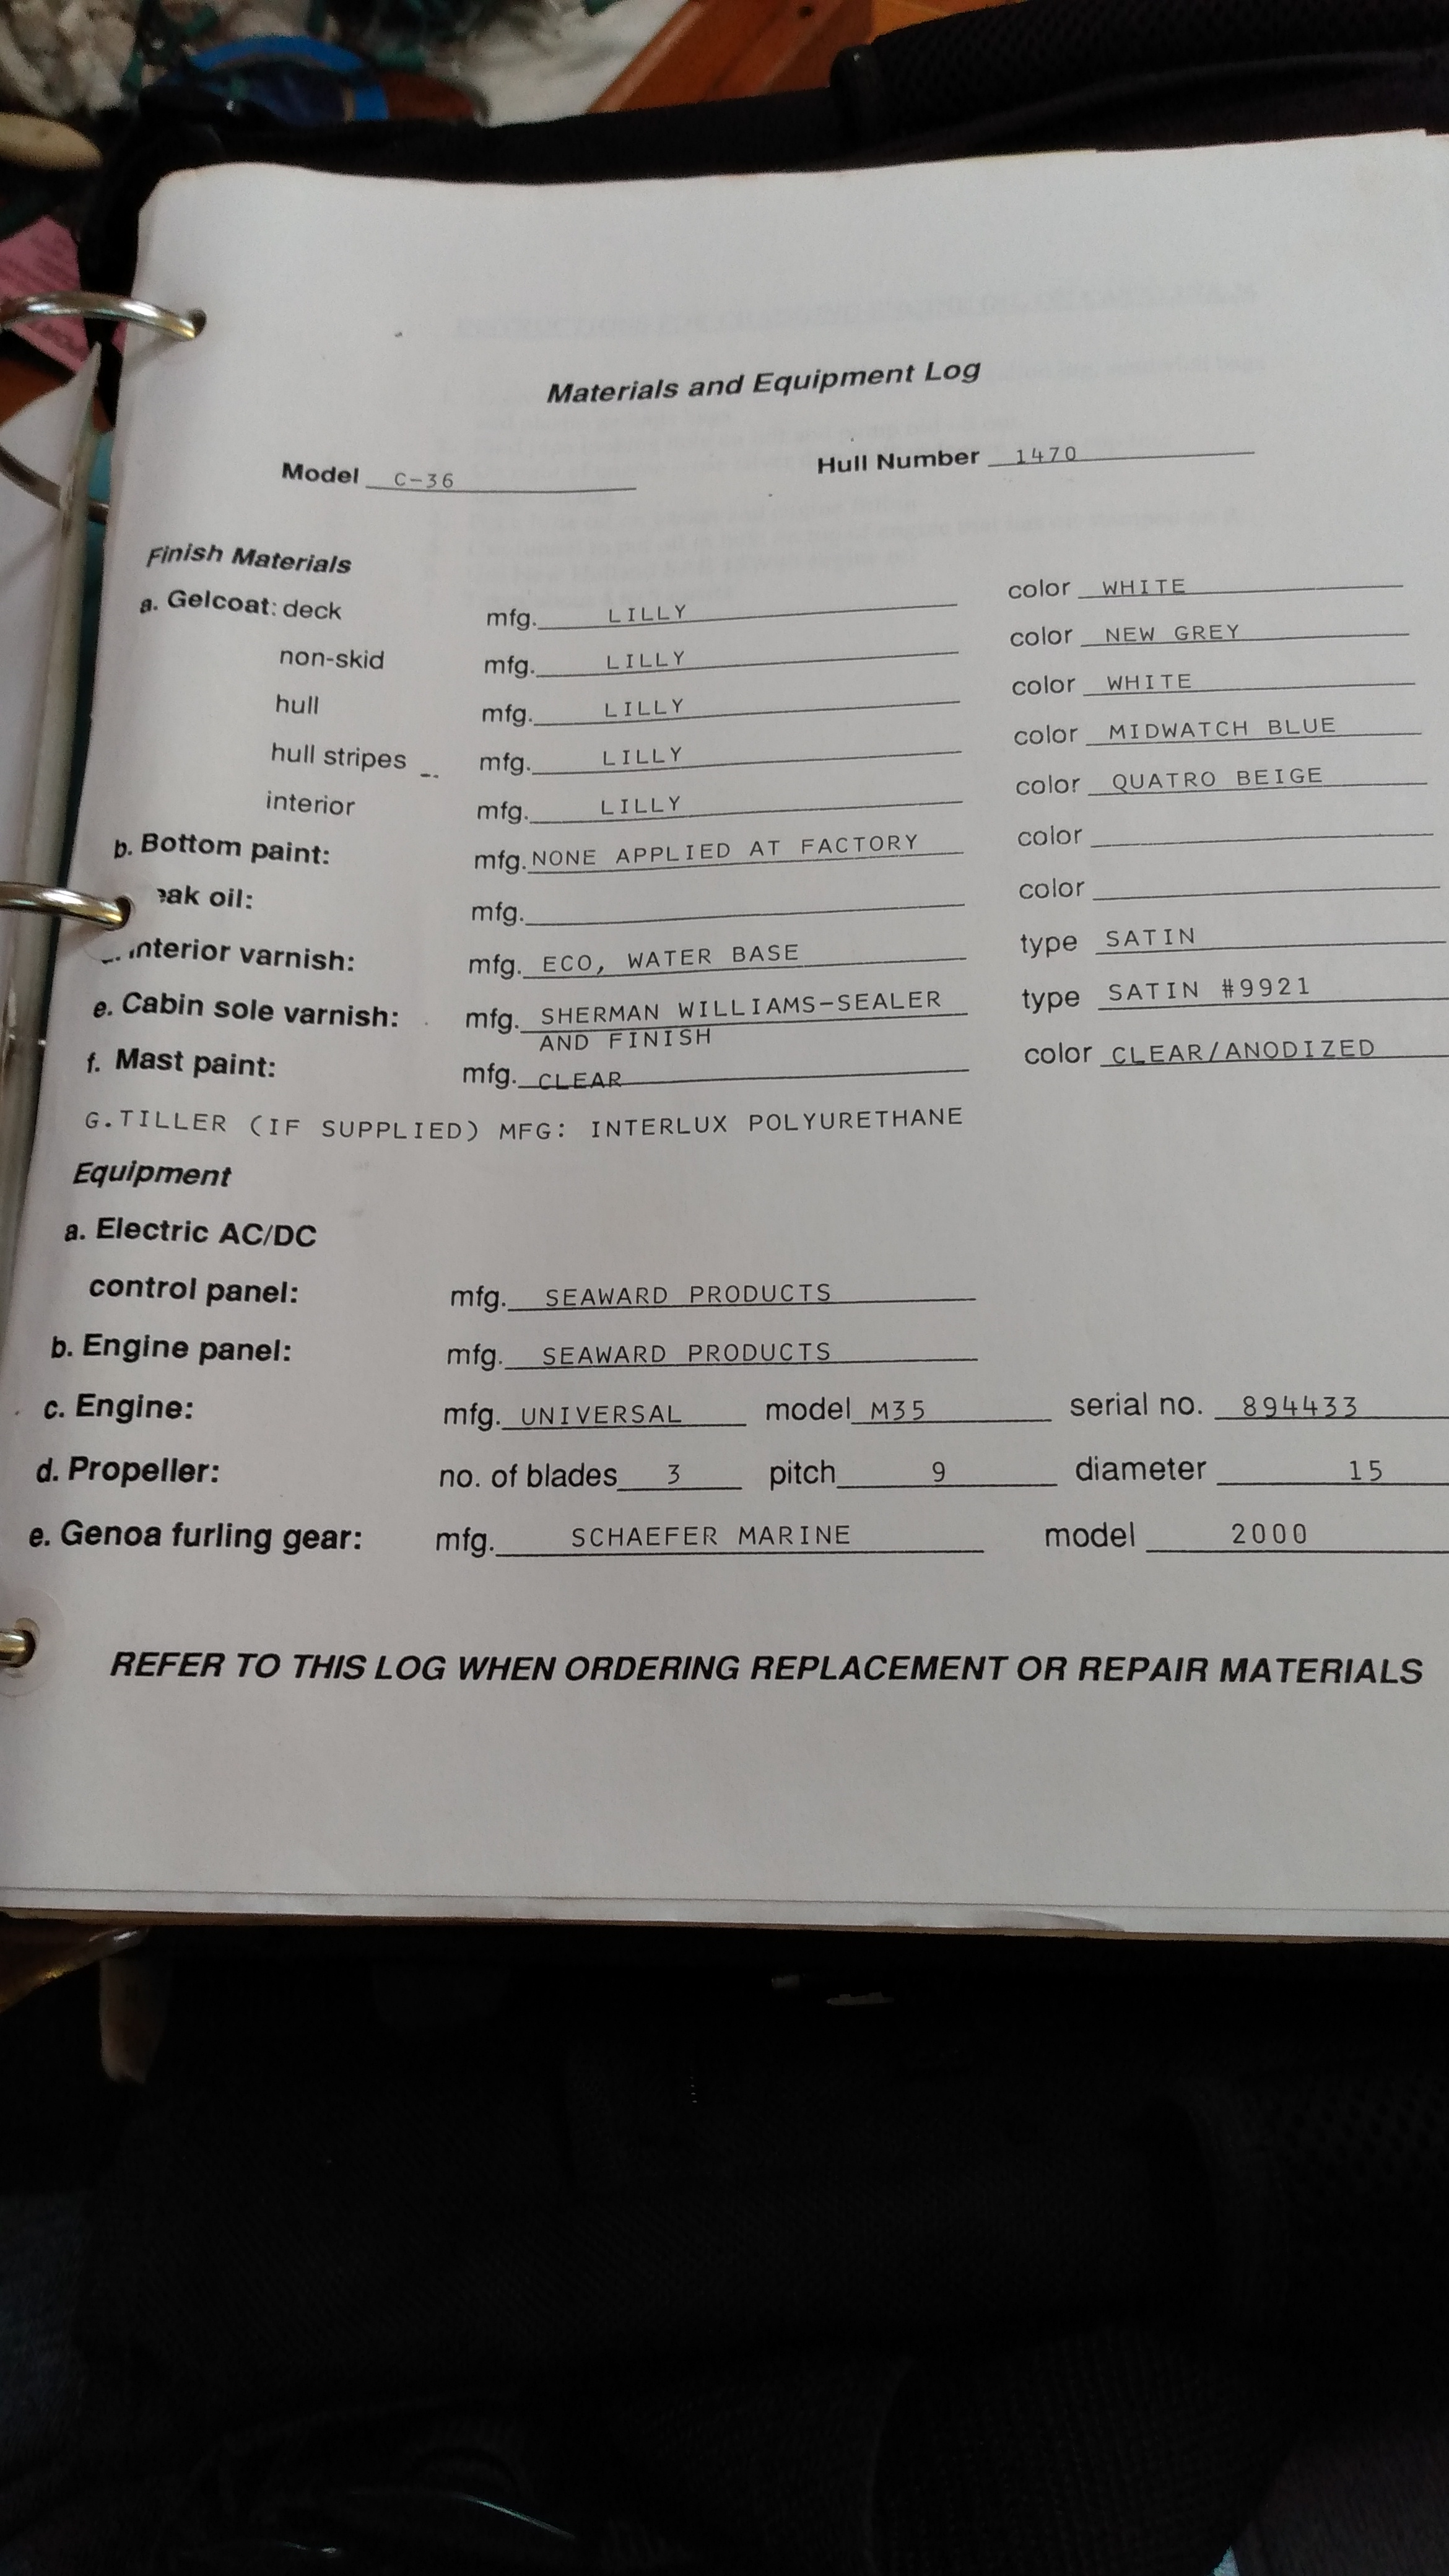 Materials and Equipment Log
Model C-36 Hull Number 1470
Finish Materials
a. Gelcoat: deck mfg. LILLY color WHITE
non-skid mfg. LILLY color NEW GREY
hull mfg. LILLY color WHITE
hull stripes mfg. LILLY color MIDWATCH BLUE
interior mfg. LILLY color QUATRO BEIGE
b. Bottom paint: mfg. NONE APPLIED AT FACTORY color
eak oil: mfg. color
interior varnish: mfg. ECO, WATER BASE type SATIN
e. Cabin sole varnish: mfg. SHERMAN WILLIAMS-SEALER type SATIN #9921
AND FINISH
f. Mast paint: mfg. CLEAR color CLEAR/ANODIZED
G.TILLER (IF SUPPLIED) MFG: INTERLUX POLYURETHANE
Equipment
a. Electric AC/DC
control panel: mfg. SEAWARD PRODUCTS
b. Engine panel: mfg. SEAWARD PRODUCTS
c. Engine: mfg. UNIVERSAL model M35 serial no. 894433
d. Propeller: no. of blades 3 pitch 9 diameter 15
e. Genoa furling gear: mfg. SCHAEFER MARINE model 2000
REFER TO THIS LOG WHEN ORDERING REPLACEMENT OR REPAIR MATERIALS